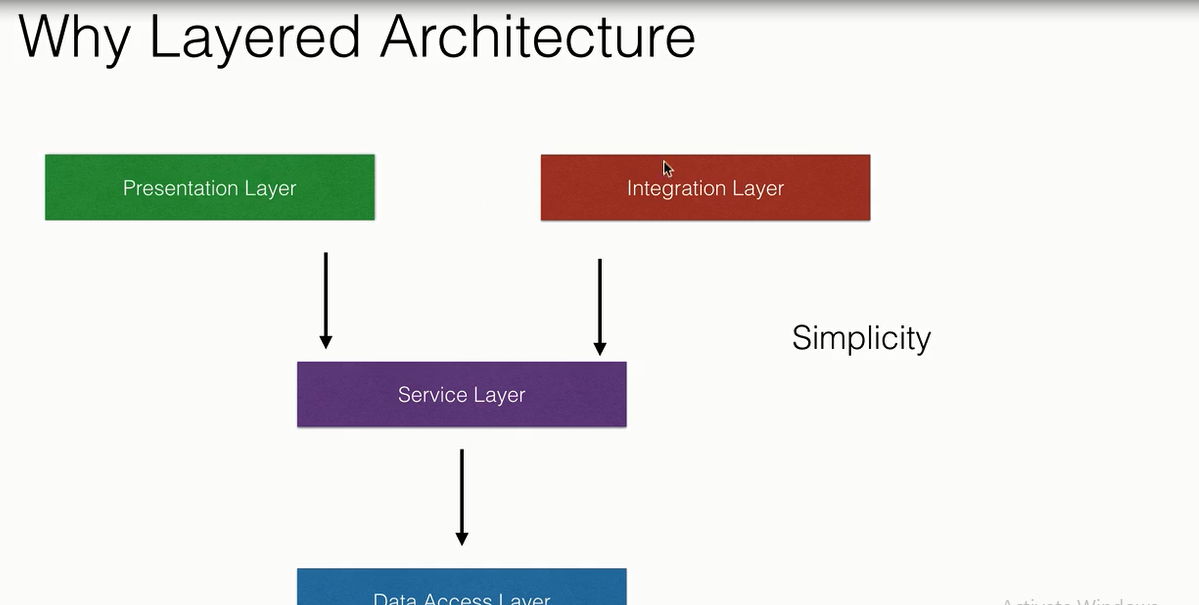 Why Layered Architecture
Presentation Layer
Integration Layer
Simplicity
Service Layer
Data Access Layer
Activate Windows